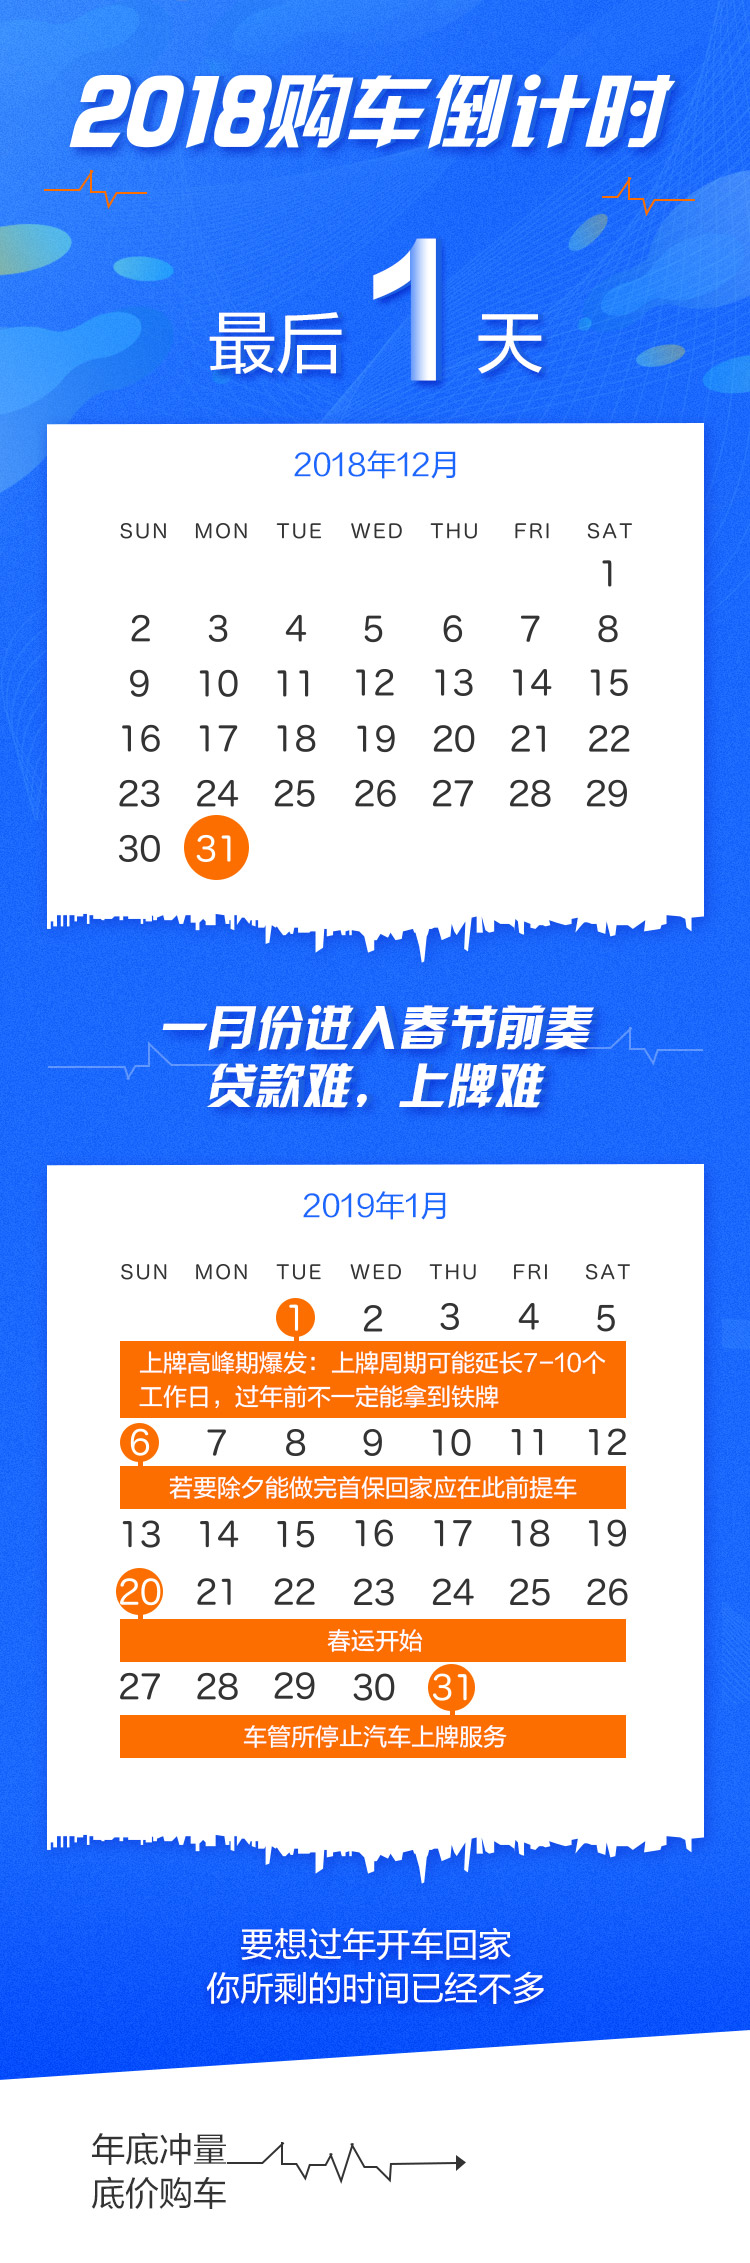 2018购车倒计时
最后1天
2018年12月
SUN MON TUE WED THU FRI SAT
1
2 3 4 5 6 7 8
9 10 11 12 13 14 15
16 17 18 19 20 21 22
23 24 25 26 27 28 29
30 31
一月份进入春节前奏
贷款难，上牌难
2019年1月
SUN MON TUE WED THU FRI SAT
1 2 3 4 5
上牌高峰期爆发：上牌周期可能延长7-10个
工作日，过年前不一定能拿到铁牌
6 7 8 9 10 11 12
若要除夕能做完首保回家应在此前提车
13 14 15 16 17 18 19
20 21 22 23 24 25 26
春运开始
27 28 29 30 31
车管所停止汽车上牌服务
要想过年开车回家
你所剩的时间已经不多
年底冲量
底价购车